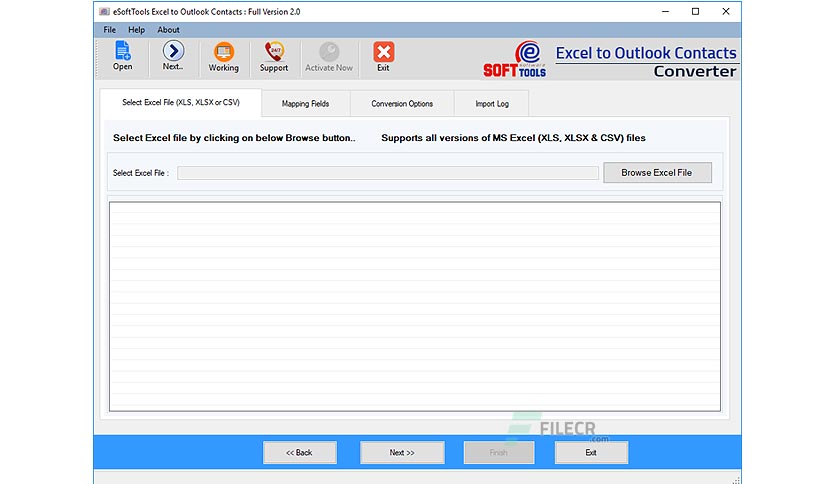 eSoftTools Excel to Outlook Contacts : Full Version 2.0
File Help About
Open Next.. Working Support Activate Now Exit
24/7
e software
SOFT TOOLS
Excel to Outlook Contacts
Converter
Select Excel File (XLS, XLSX or CSV) Mapping Fields Conversion Options Import Log
Select Excel file by clicking on below Browse button.. Supports all versions of MS Excel (XLS, XLSX & CSV) files
Select Excel File : Browse Excel File
FILECR
.com
<< Back Next >> Finish Exit